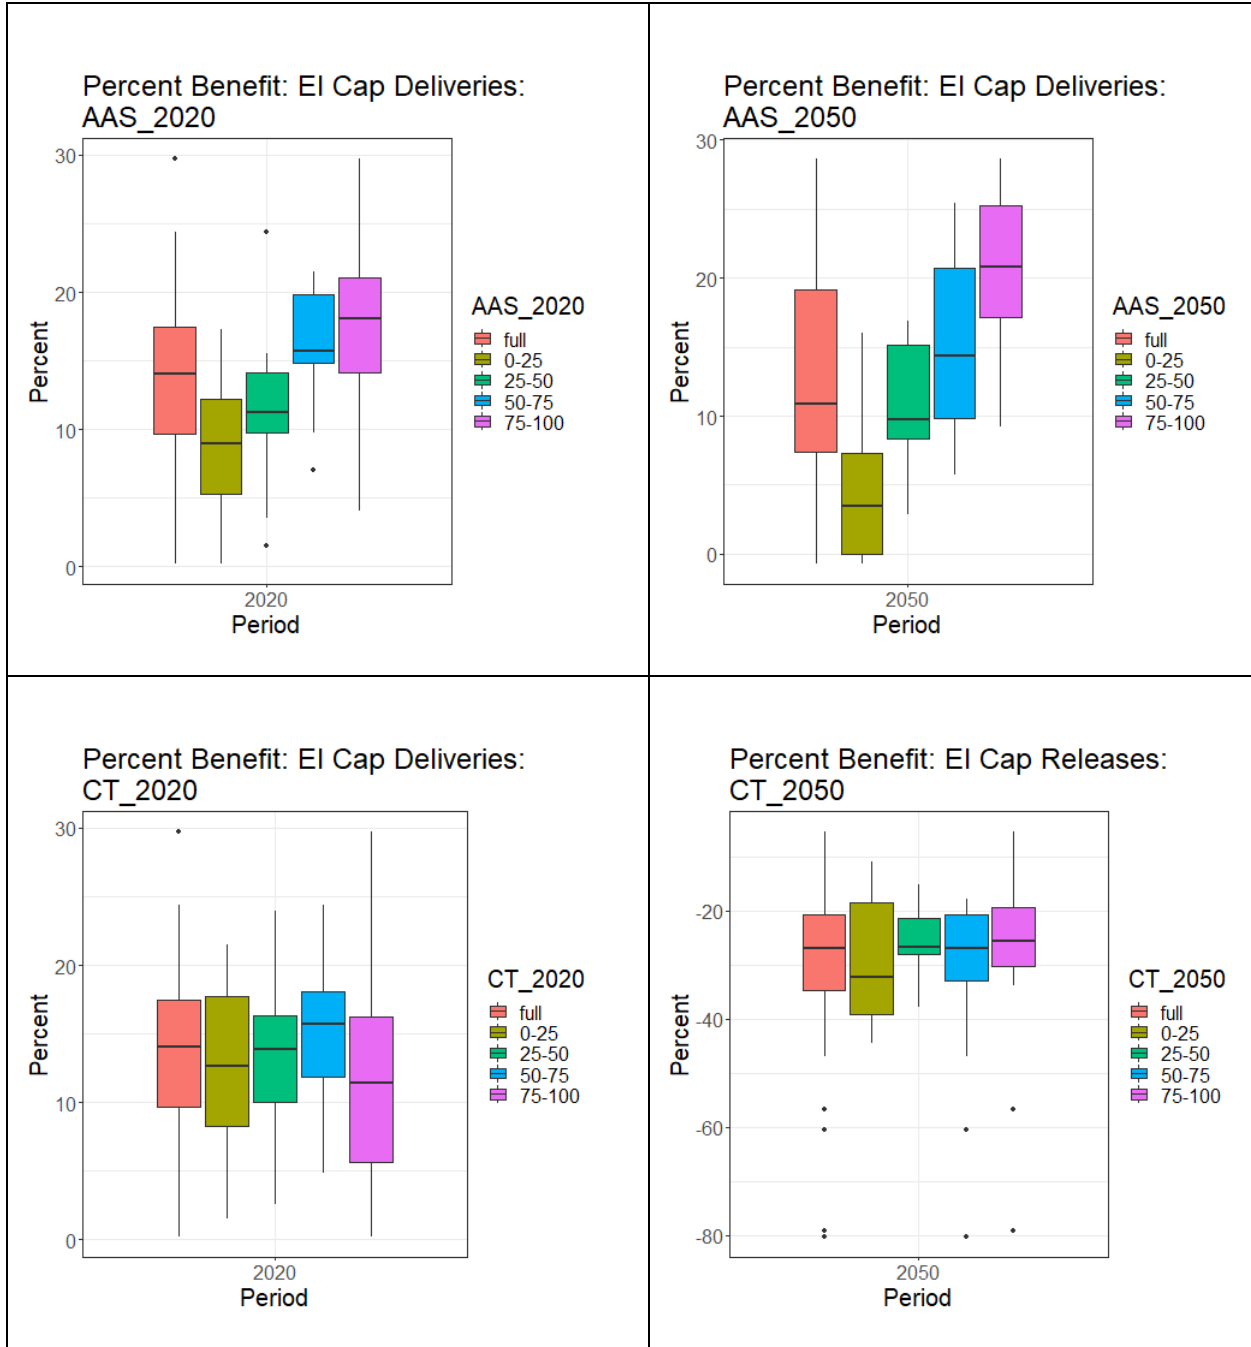 Percent Benefit: EI Cap Deliveries:
AAS_2020
30
20
10
0
Percent
2020
Period
AAS_2020
full
0-25
25-50
50-75
75-100
Percent Benefit: EI Cap Deliveries:
AAS_2050
30
20
10
0
Percent
2050
Period
AAS_2050
full
0-25
25-50
50-75
75-100
Percent Benefit: EI Cap Deliveries:
CT_2020
30
20
10
0
Percent
2020
Period
CT_2020
full
0-25
25-50
50-75
75-100
Percent Benefit: EI Cap Releases:
CT_2050
-20
-40
-60
-80
Percent
2050
Period
CT_2050
full
0-25
25-50
50-75
75-100